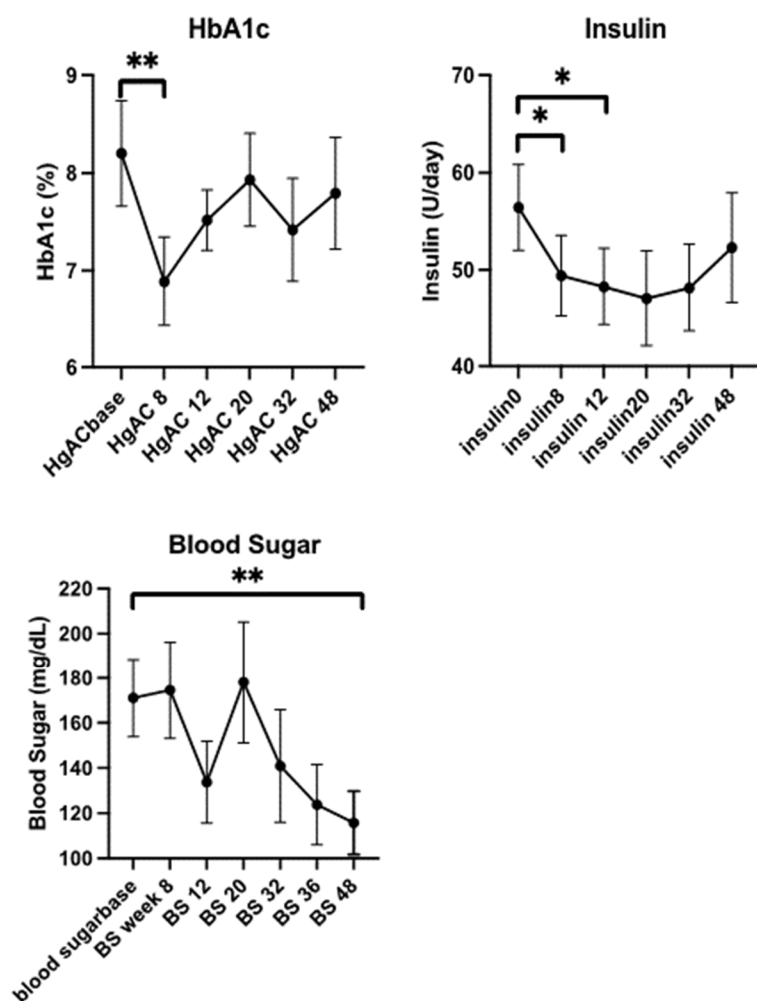 HbA1c
**
9
8
7
6
HbA1c (%)
HgACbase
HgAC 8
HgAC 12
HgAC 20
HgAC 32
HgAC 48
Insulin
*
*
70
60
50
40
Insulin (U/day)
insulin0
insulin8
insulin 12
insulin20
insulin32
insulin 48
Blood Sugar
**
220
200
180
160
140
120
100
Blood Sugar (mg/dL)
blood sugarbase
BS week 8
BS 12
BS 20
BS 32
BS 36
BS 48